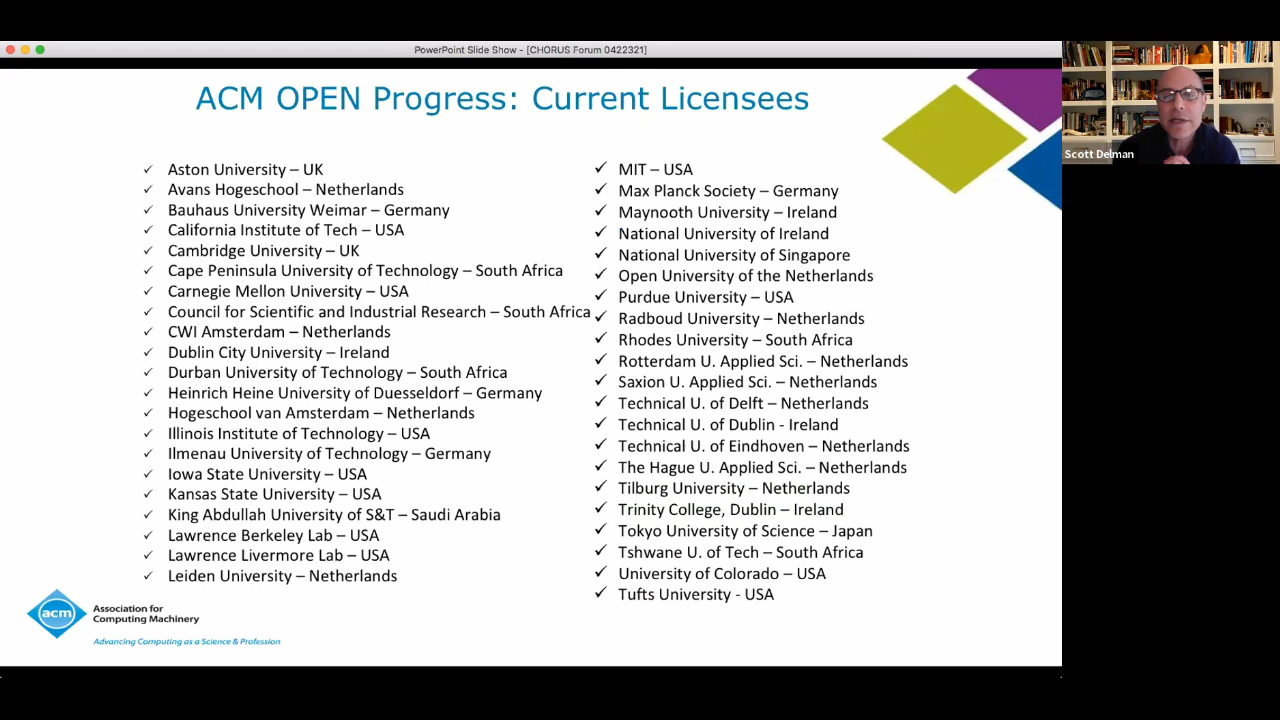 PowerPoint Slide Show - [CHORUS Forum 0422321]
ACM OPEN Progress: Current Licensees
Aston University – UK
Avans Hogeschool – Netherlands
Bauhaus University Weimar – Germany
California Institute of Tech – USA
Cambridge University – UK
Cape Peninsula University of Technology – South Africa
Carnegie Mellon University – USA
Council for Scientific and Industrial Research – South Africa
CWI Amsterdam – Netherlands
Dublin City University – Ireland
Durban University of Technology – South Africa
Heinrich Heine University of Duesseldorf – Germany
Hogeschool van Amsterdam – Netherlands
Illinois Institute of Technology – USA
Ilmenau University of Technology – Germany
Iowa State University – USA
Kansas State University – USA
King Abdullah University of S&T – Saudi Arabia
Lawrence Berkeley Lab – USA
Lawrence Livermore Lab – USA
Leiden University – Netherlands
MIT – USA
Max Planck Society – Germany
Maynooth University – Ireland
National University of Ireland
National University of Singapore
Open University of the Netherlands
Purdue University – USA
Radboud University – Netherlands
Rhodes University – South Africa
Rotterdam U. Applied Sci. – Netherlands
Saxion U. Applied Sci. – Netherlands
Technical U. of Delft – Netherlands
Technical U. of Dublin - Ireland
Technical U. of Eindhoven – Netherlands
The Hague U. Applied Sci. – Netherlands
Tilburg University – Netherlands
Trinity College, Dublin – Ireland
Tokyo University of Science – Japan
Tshwane U. of Tech – South Africa
University of Colorado – USA
Tufts University - USA
acm
Association for
Computing Machinery
Advancing Computing as a Science & Profession
Scott Delman